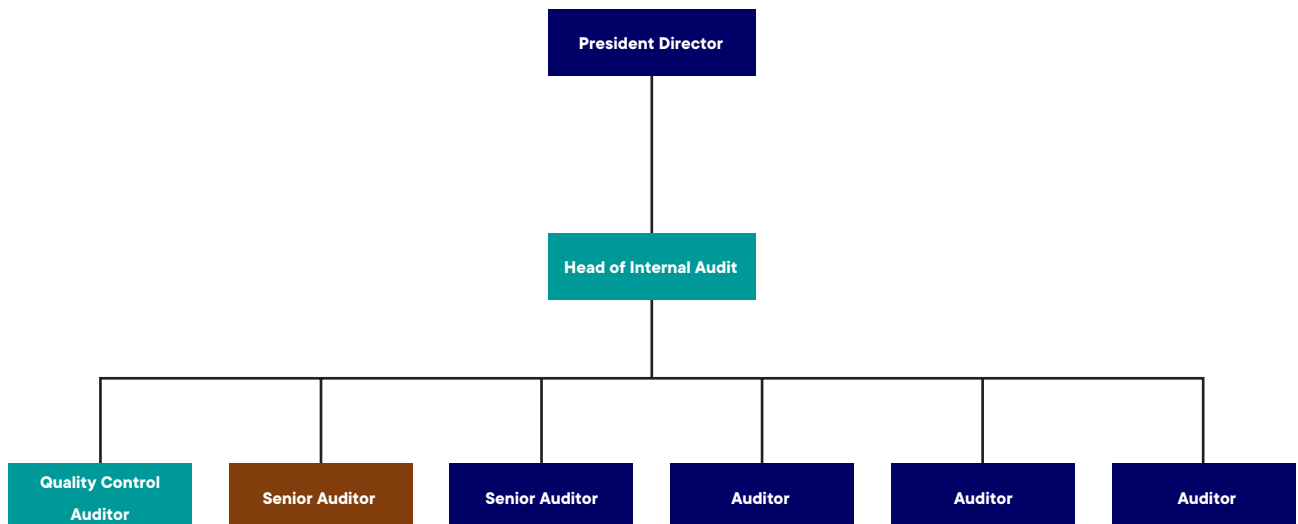 President Director
Head of Internal Audit
Quality Control
Auditor
Senior Auditor
Senior Auditor
Auditor
Auditor
Auditor